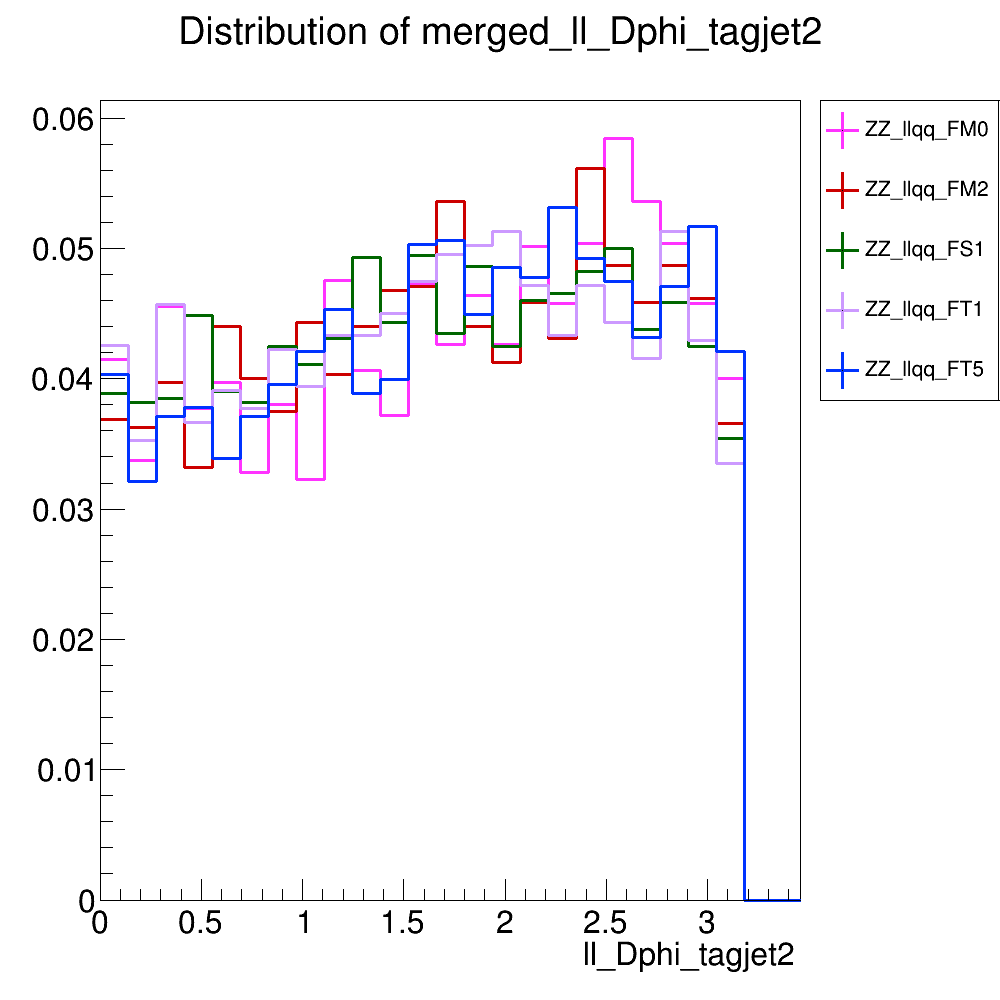 Distribution of merged_ll_Dphi_tagjet2
0.06
0.05
0.04
0.03
0.02
0.01
0
0 0.5 1 1.5 2 2.5 3
ll_Dphi_tagjet2
ZZ_llqq_FM0
ZZ_llqq_FM2
ZZ_llqq_FS1
ZZ_llqq_FT1
ZZ_llqq_FT5